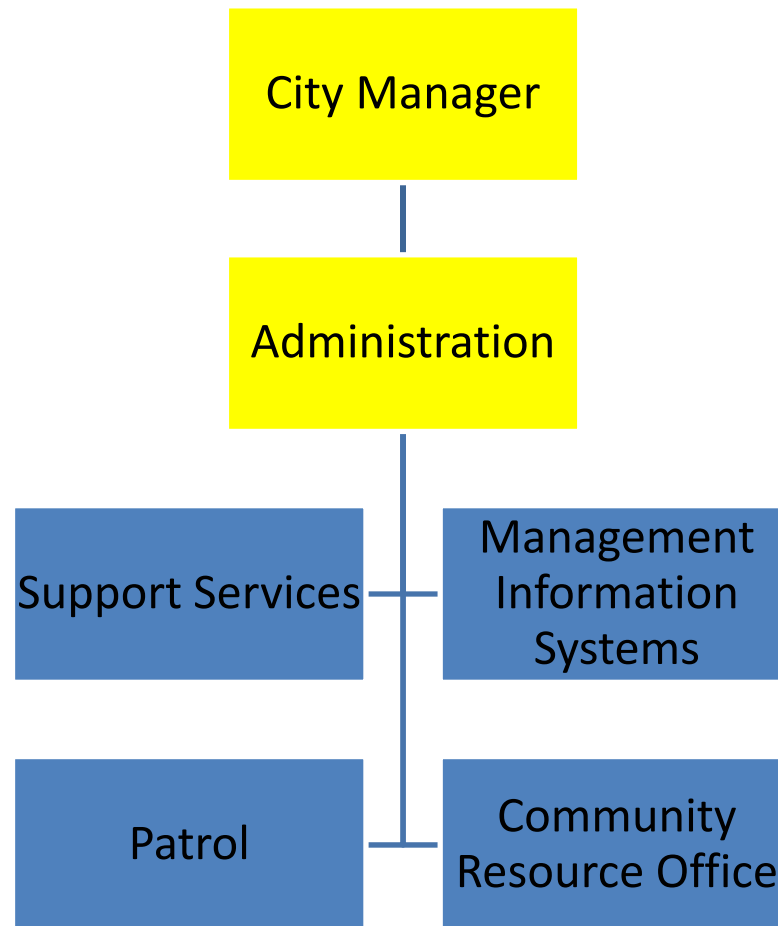 City Manager
Administration
Support Services
Management
Information
Systems
Patrol
Community
Resource Office